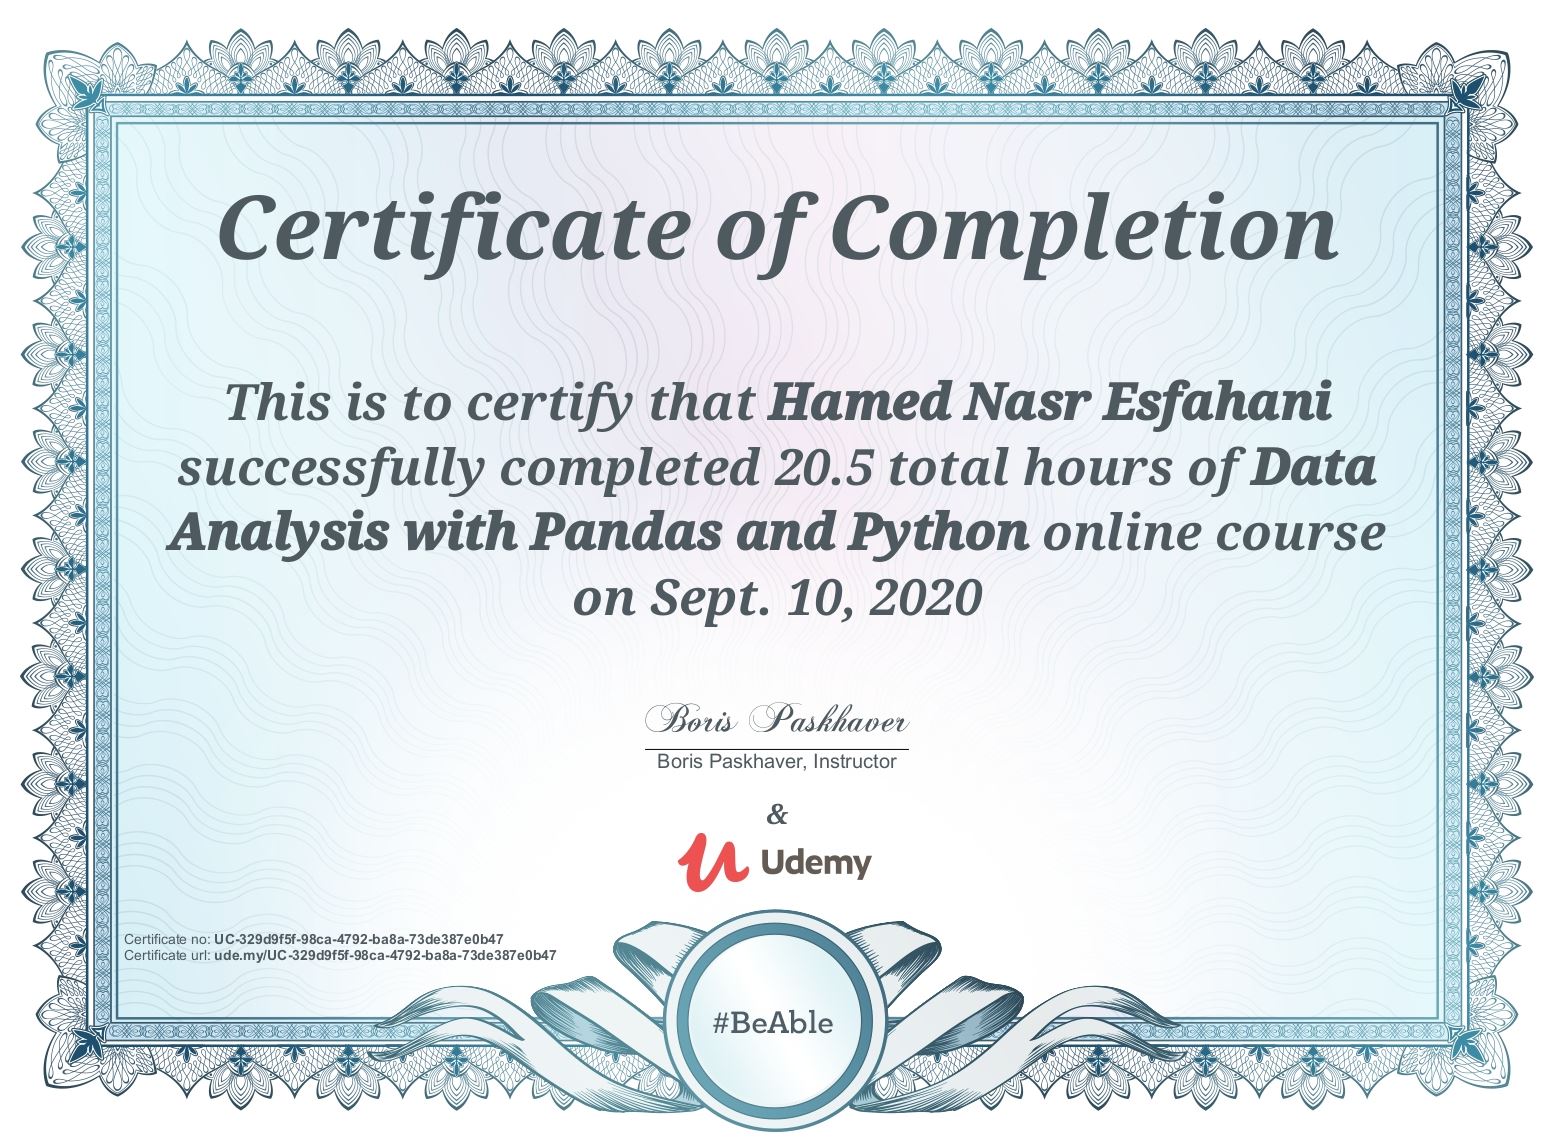 Certificate of Completion
This is to certify that Hamed Nasr Esfahani
successfully completed 20.5 total hours of Data
Analysis with Pandas and Python online course
on Sept. 10, 2020
Boris Paskhaver
Boris Paskhaver, Instructor
&
Udemy
Certificate no: UC-329d9f5f-98ca-4792-ba8a-73de387e0b47
Certificate url: ude.my/UC-329d9f5f-98ca-4792-ba8a-73de387e0b47
#BeAble